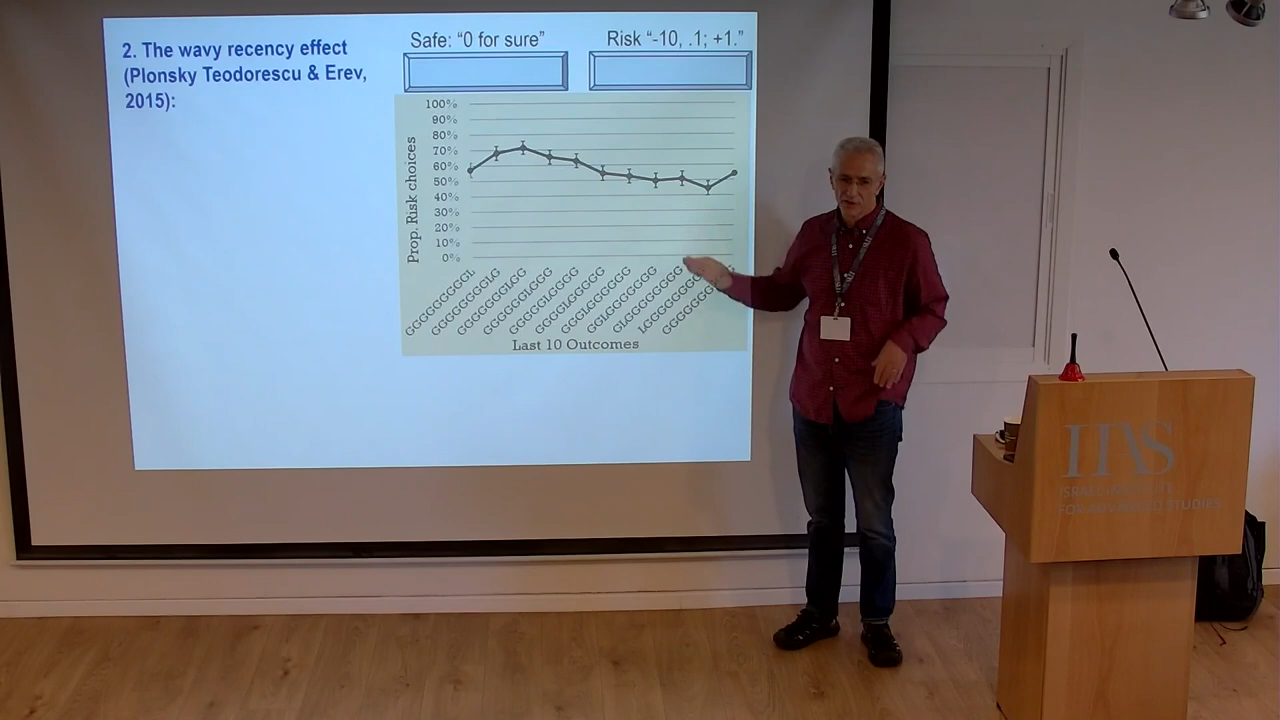 2. The wavy recency effect
(Plonsky Teodorescu & Erev,
2015):
Safe: “0 for sure”
Risk “-10, .1; +1.”
100%
90%
80%
70%
60%
50%
40%
30%
20%
10%
0%
Prop. Risk choices
GGGGGGGGGL
GGGGGGGGLG
GGGGGGGLGG
GGGGGGLGGG
GGGGGLGGGG
GGGGLGGGGG
GGGLGGGGGG
GGLGGGGGGG
GLGGGGGGGG
Last 10 Outcomes
IIAS
ISRAEL INSTITUTE
FOR ADVANCED STUDIES